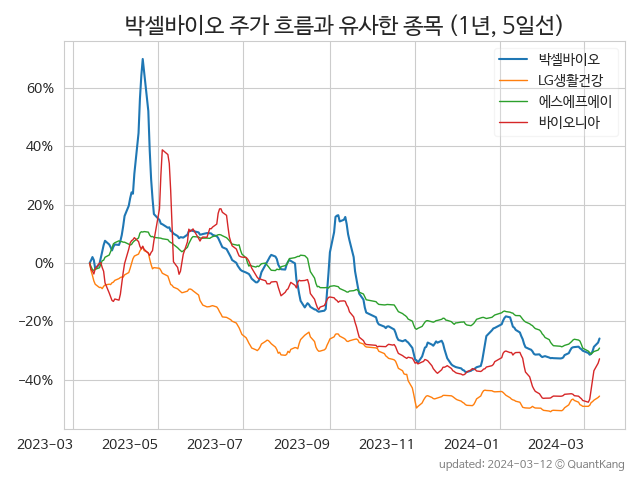 박셀바이오 주가 흐름과 유사한 종목 (1년, 5일선)
박셀바이오
LG생활건강
에스에프에이
바이오니아
60%
40%
20%
0%
−20%
−40%
2023-03 2023-05 2023-07 2023-09 2023-11 2024-01 2024-03
updated: 2024-03-12 © QuantKang